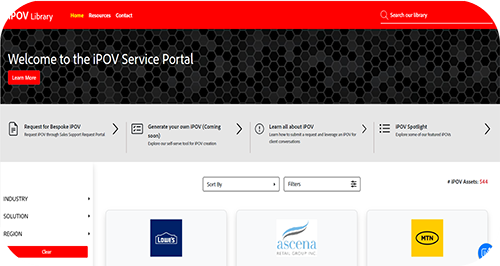 iPOV Library
Home Resources Contact
Search our library
Welcome to the iPOV Service Portal
Learn More
Request for Bespoke iPOV
Request iPOV through Sales Support Request Portal
Generate your own iPOV (Coming soon)
Explore our self-serve tool for iPOV creation
Learn all about iPOV
Learn how to submit a request and leverage an iPOV for client conversations
iPOV Spotlight
Explore some of our featured iPOVs
Sort By
Filters
# iPOV Assets: 544
INDUSTRY
SOLUTION
REGION
Clear
LOWE'S
ascena
RETAIL GROUP INC
MTN